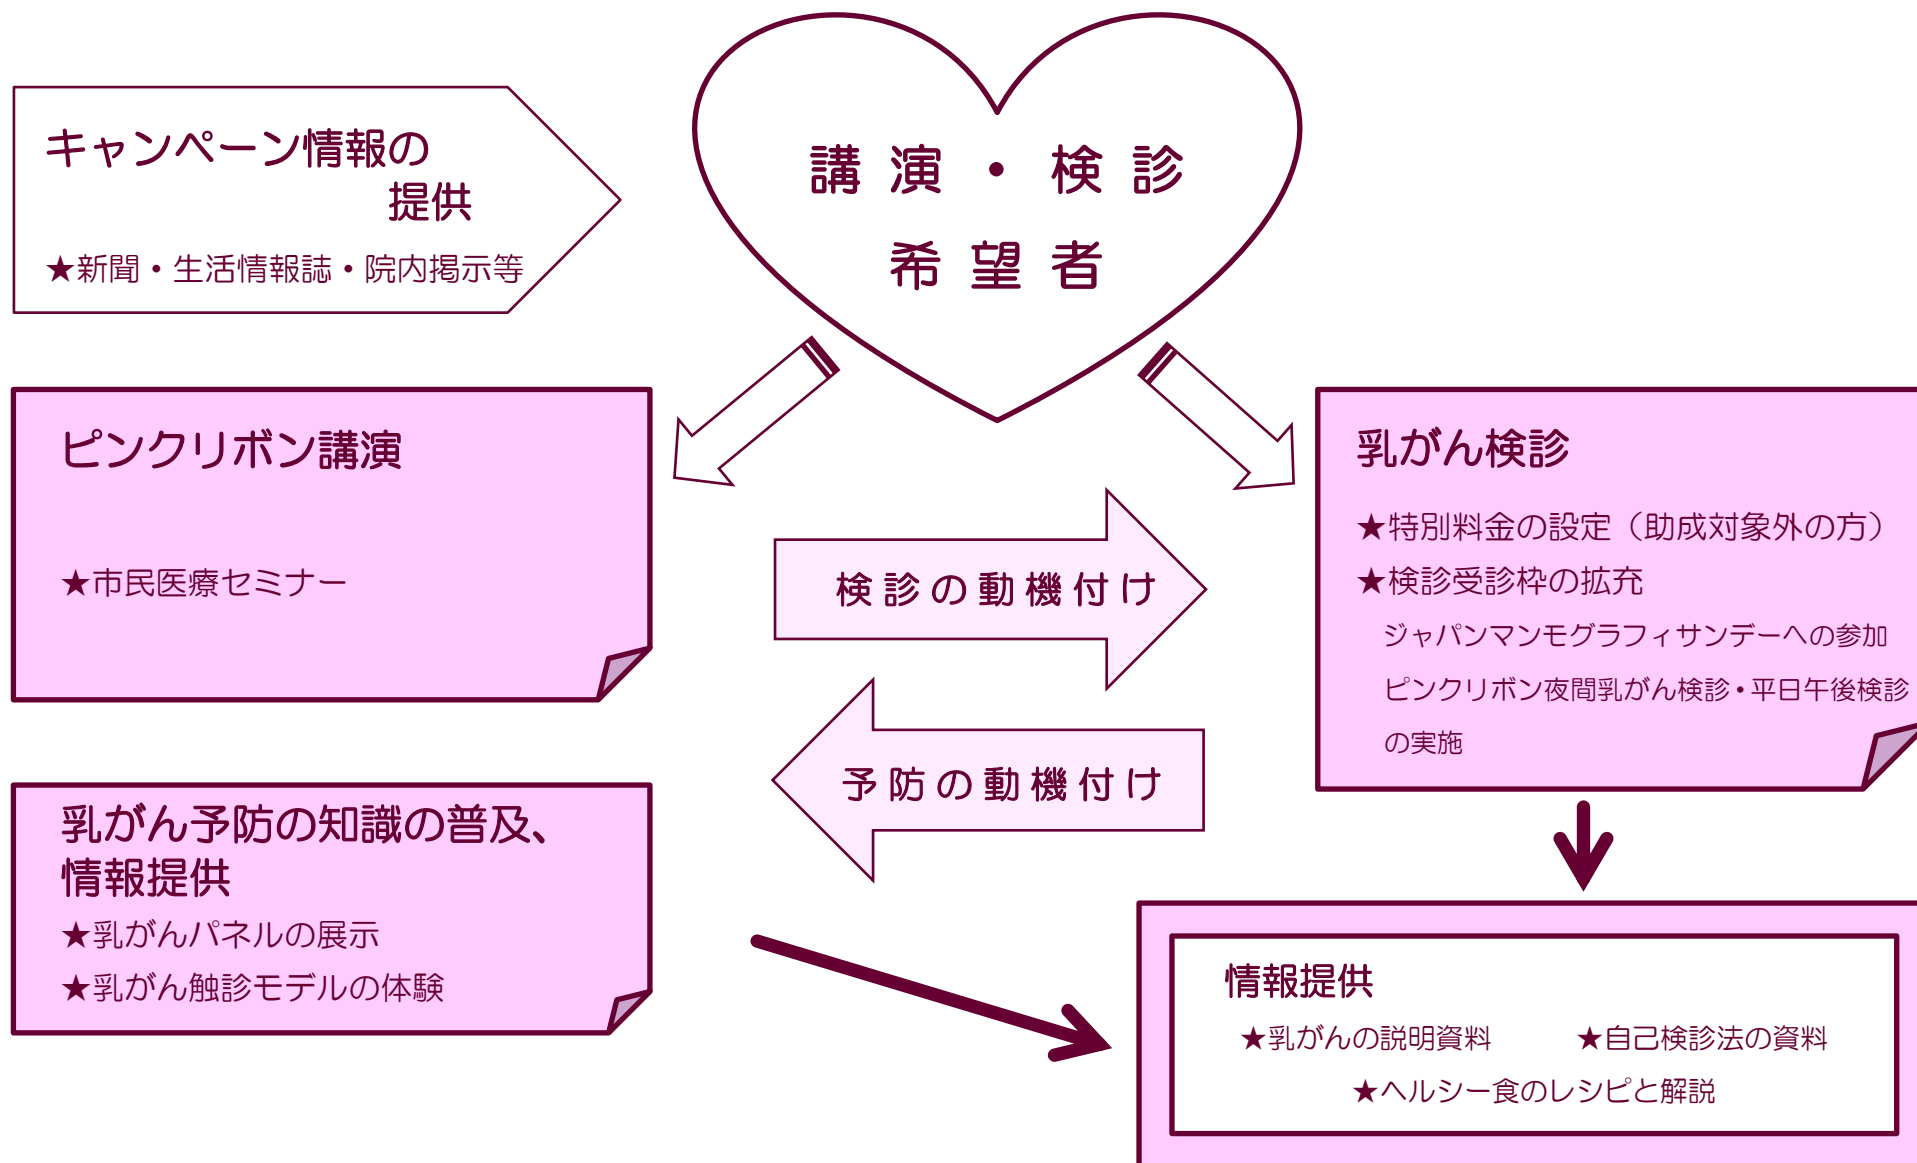 キャンペーン情報の
提供
★新聞・生活情報誌・院内掲示等
講演・検診
希望者
ピンクリボン講演
★市民医療セミナー
検診の動機付け
予防の動機付け
乳がん検診
★特別料金の設定（助成対象外の方）
★検診受診枠の拡充
ジャパンマンモグラフィサンデーへの参加
ピンクリボン夜間乳がん検診・平日午後検診
の実施
乳がん予防の知識の普及、
情報提供
★乳がんパネルの展示
★乳がん触診モデルの体験
情報提供
★乳がんの説明資料　★自己検診法の資料
★ヘルシー食のレシピと解説